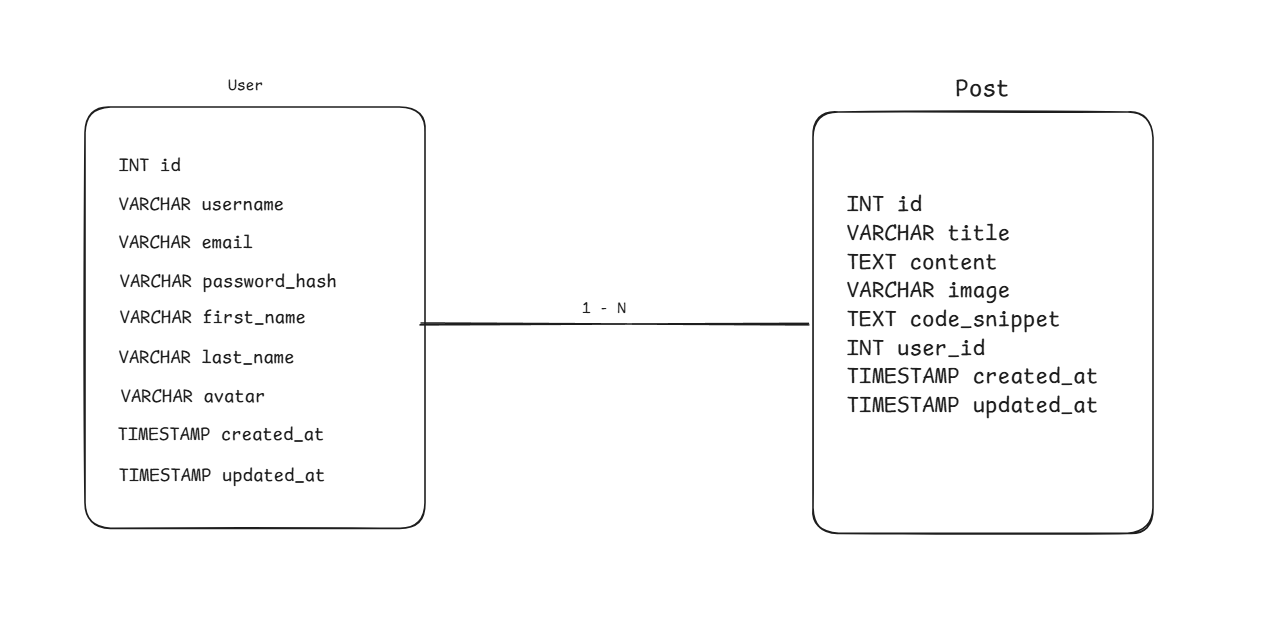 User
INT id
VARCHAR username
VARCHAR email
VARCHAR password_hash
VARCHAR first_name
VARCHAR last_name
VARCHAR avatar
TIMESTAMP created_at
TIMESTAMP updated_at
1 - N
Post
INT id
VARCHAR title
TEXT content
VARCHAR image
TEXT code_snippet
INT user_id
TIMESTAMP created_at
TIMESTAMP updated_at